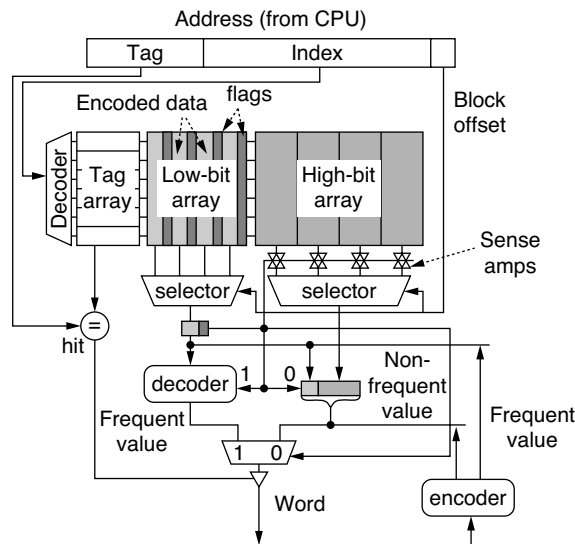 Address (from CPU)
Tag
Index
Encoded data
flags
Block
offset
Decoder
Tag
array
Low-bit
array
High-bit
array
Sense
amps
selector
selector
=
hit
decoder
1
0
Non-
frequent
value
Frequent
value
Frequent
value
1 0
encoder
Word